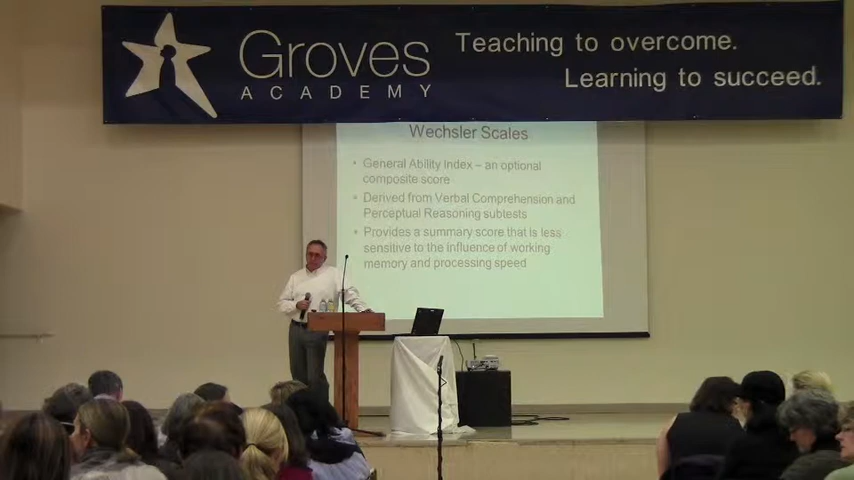 Groves
ACADEMY
Teaching to overcome.
Learning to succeed.
Wechsler Scales
• General Ability Index – an optional
composite score
• Derived from Verbal Comprehension and
Perceptual Reasoning subtests
• Provides a summary score that is less
sensitive to the influence of working
memory and processing speed